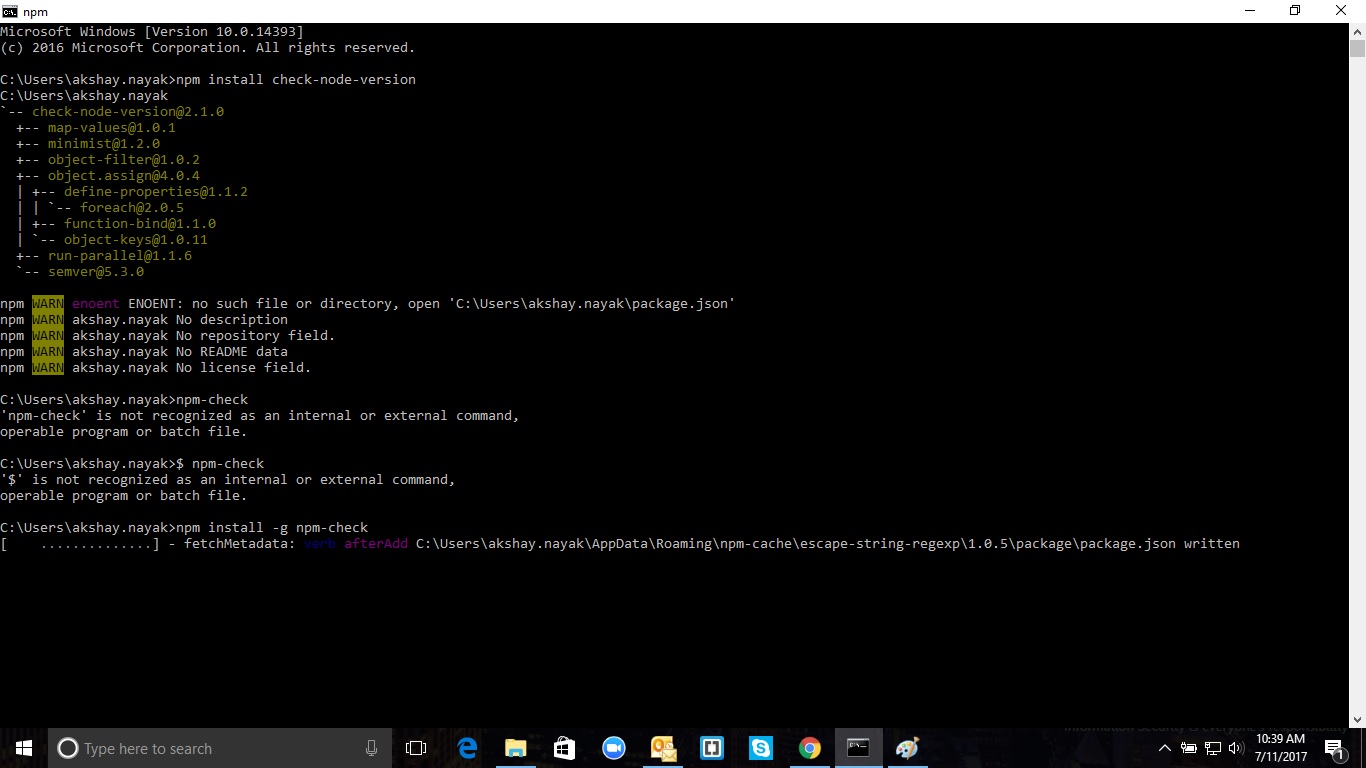 npm
Microsoft Windows [Version 10.0.14393]
(c) 2016 Microsoft Corporation. All rights reserved.
C:\Users\akshay.nayak>npm install check-node-version
C:\Users\akshay.nayak
`-- check-node-version@2.1.0
+-- map-values@1.0.1
+-- minimist@1.2.0
+-- object-filter@1.0.2
+-- object.assign@4.0.4
| +-- define-properties@1.1.2
| | `-- foreach@2.0.5
| +-- function-bind@1.1.0
| `-- object-keys@1.0.11
+-- run-parallel@1.1.6
`-- semver@5.3.0
npm WARN enoent ENOENT: no such file or directory, open 'C:\Users\akshay.nayak\package.json'
npm WARN akshay.nayak No description
npm WARN akshay.nayak No repository field.
npm WARN akshay.nayak No README data
npm WARN akshay.nayak No license field.
C:\Users\akshay.nayak>npm-check
'npm-check' is not recognized as an internal or external command,
operable program or batch file.
C:\Users\akshay.nayak>$ npm-check
'$' is not recognized as an internal or external command,
operable program or batch file.
C:\Users\akshay.nayak>npm install -g npm-check
[    ..............] - fetchMetadata: verb afterAdd C:\Users\akshay.nayak\AppData\Roaming\npm-cache\escape-string-regexp\1.0.5\package\package.json written
Type here to search
10:39 AM
7/11/2017
1